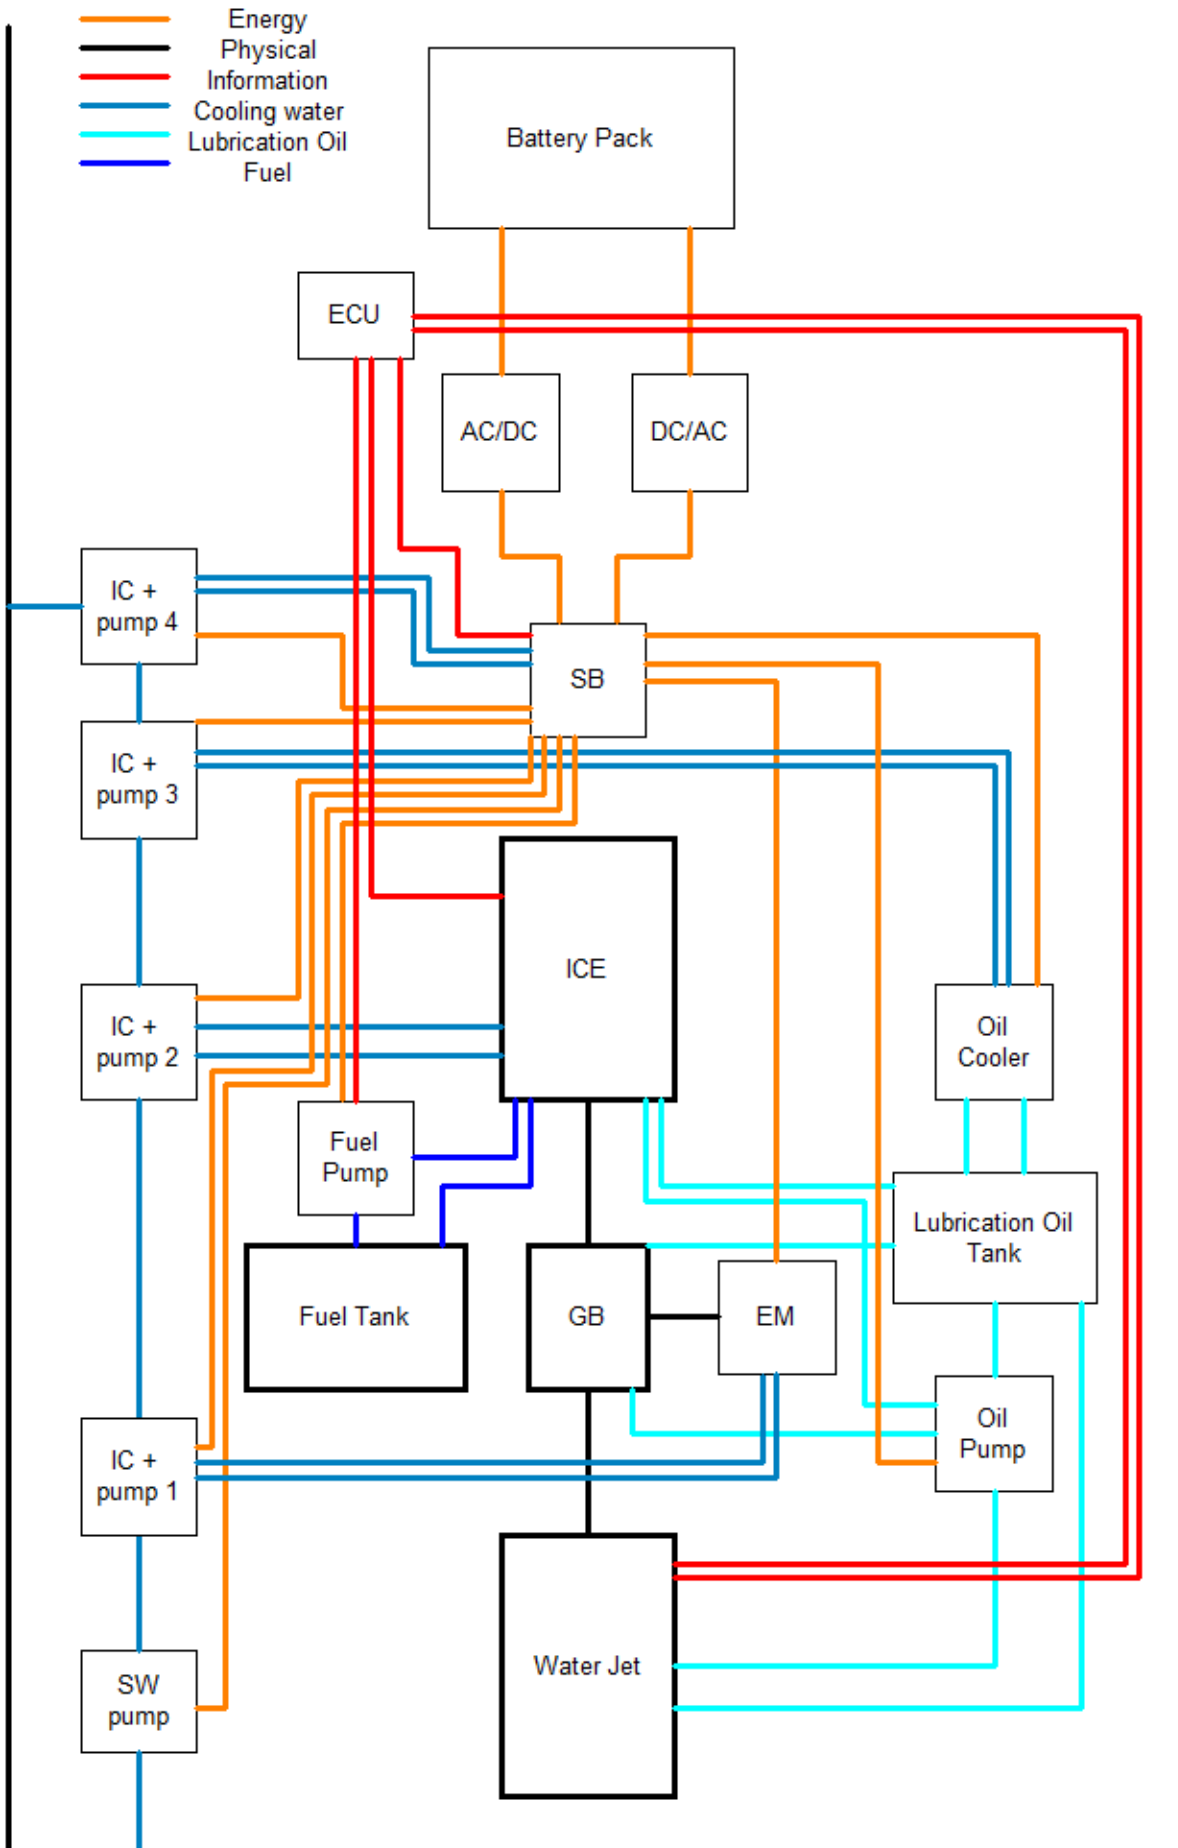 Energy
Physical
Information
Cooling water
Lubrication Oil
Fuel
Battery Pack
ECU
AC/DC
DC/AC
IC +
pump 4
SB
IC +
pump 3
ICE
IC +
pump 2
Oil
Cooler
Fuel
Pump
Lubrication Oil
Tank
Fuel Tank
GB
EM
Oil
Pump
IC +
pump 1
Water Jet
SW
pump